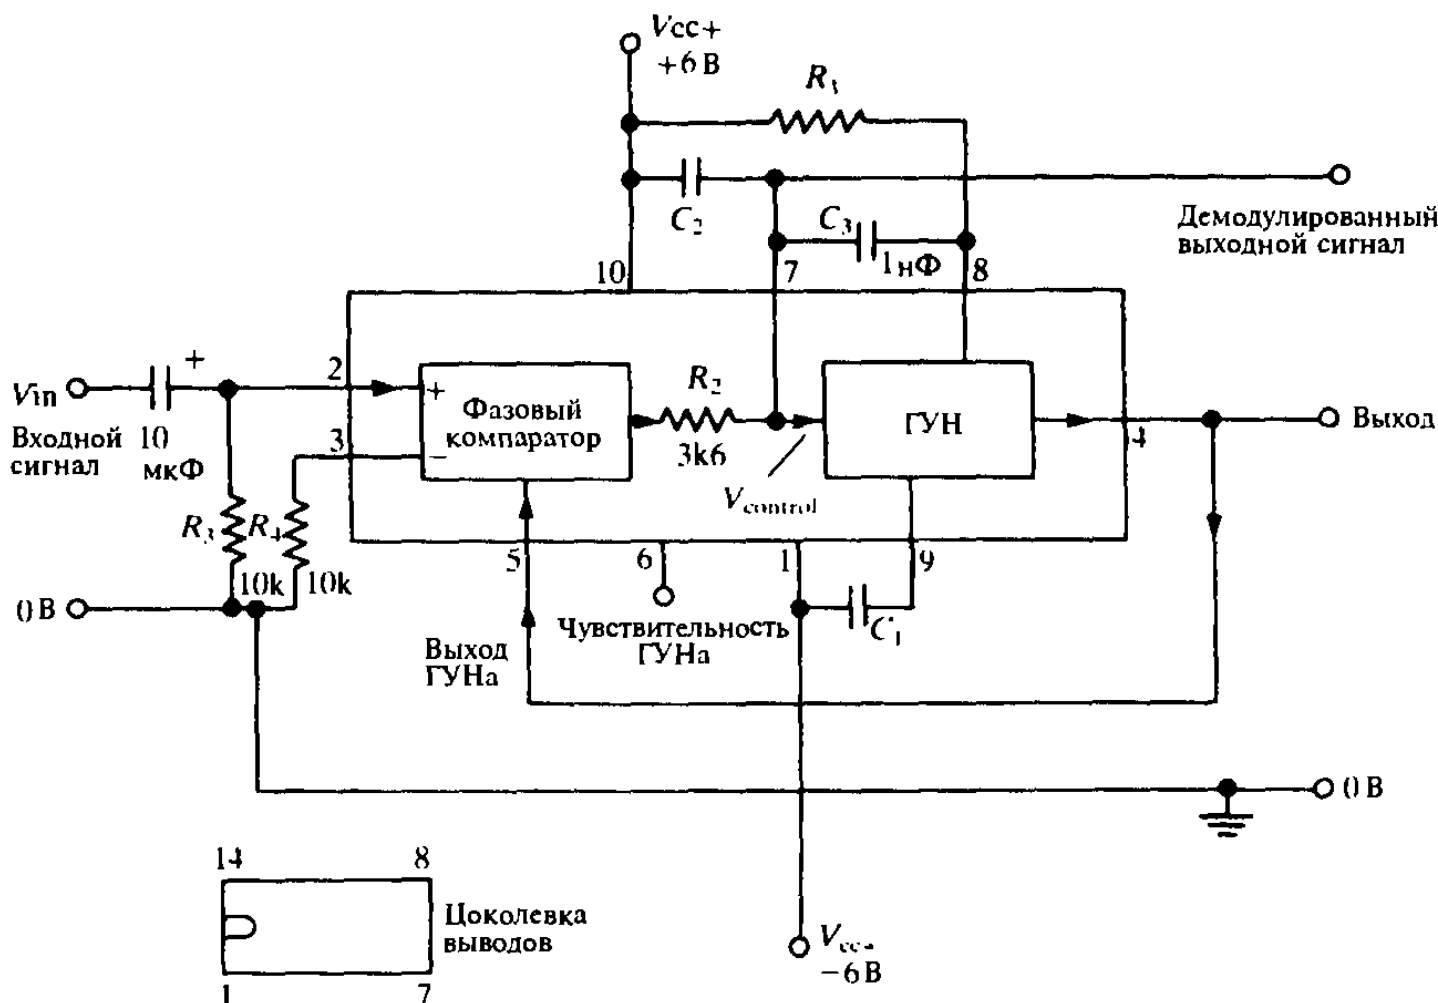 Vcc+
+6 В
R₁
C₂
C₃
1нФ
Демодулированный
выходной сигнал
10
7
8
Vin
Входной
сигнал
10
мкФ
+
2
3
+
−
Фазовый
компаратор
R₂
3k6
Vcontrol
ГУН
4
Выход
R₃
10k
R₄
10k
0 В
5
6
1
9
Выход
ГУНа
Чувствительность
ГУНа
C₁
0 В
Vcc-
−6 В
14
8
1
7
Цоколевка
выводов